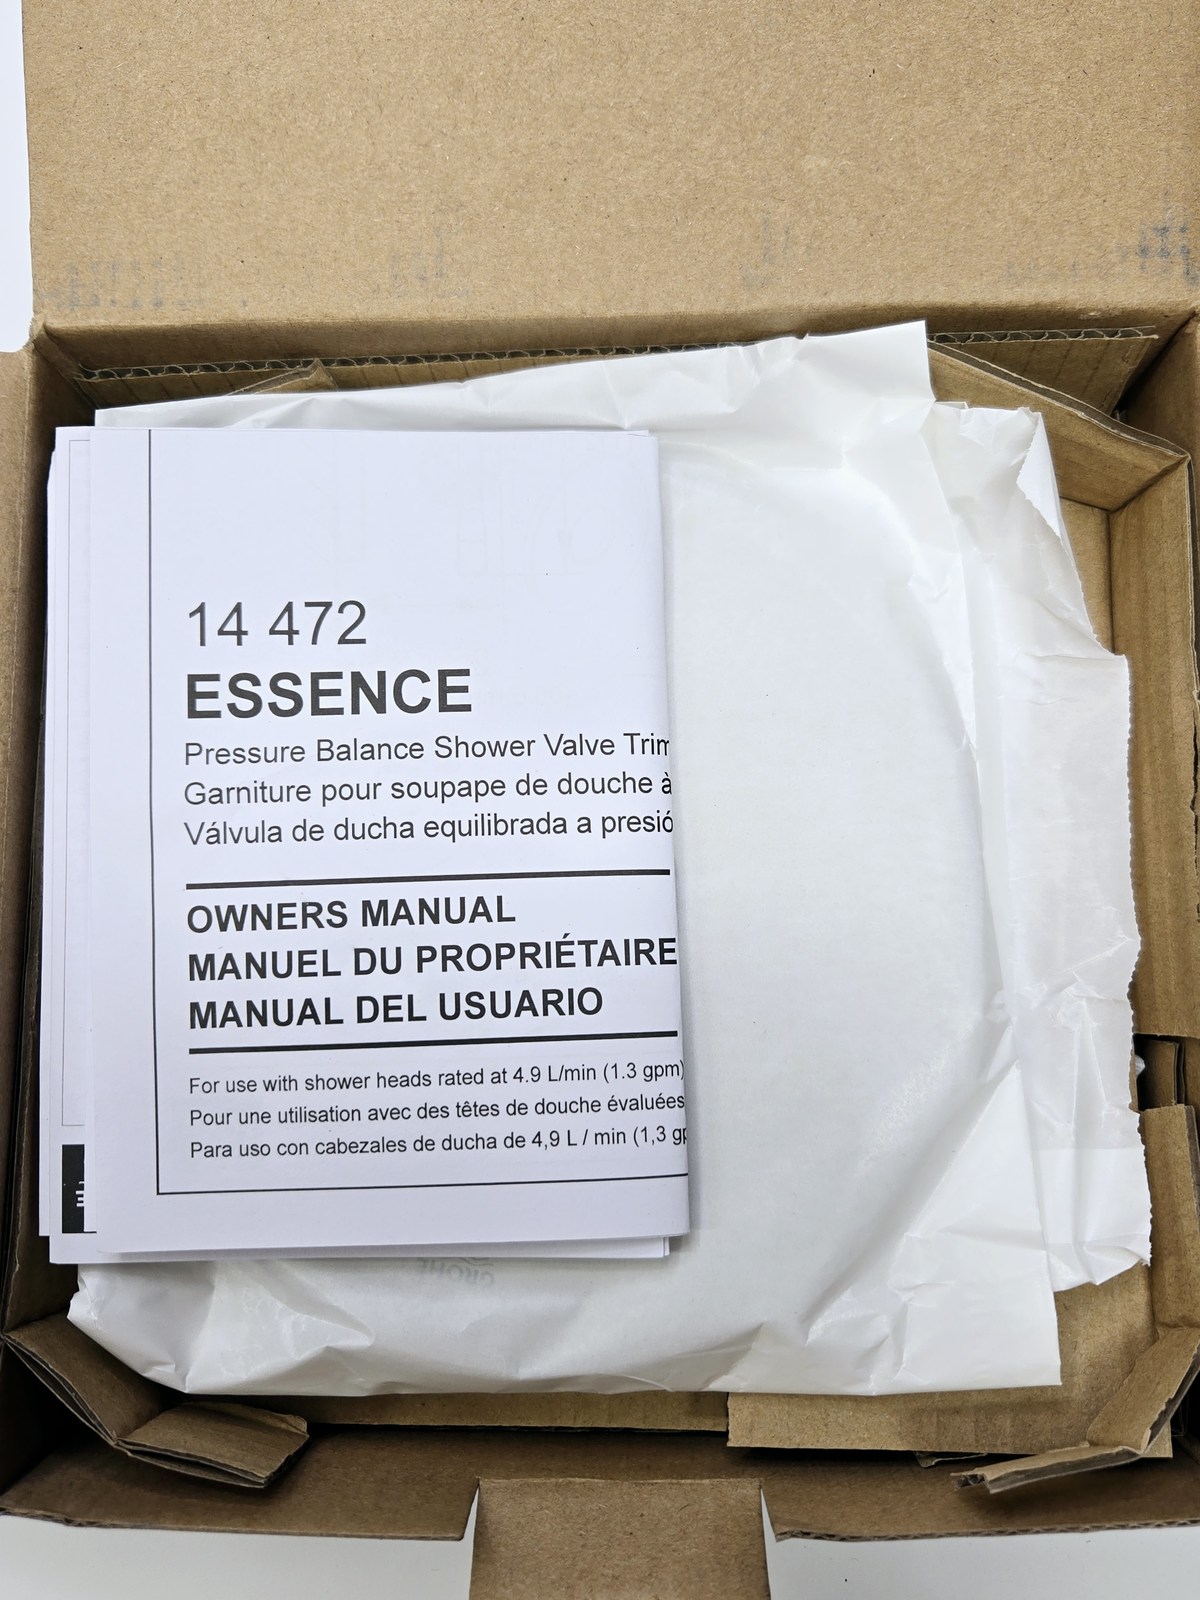 14 472
ESSENCE
Pressure Balance Shower Valve Trim
Garniture pour soupape de douche à
Válvula de ducha equilibrada a presió
OWNERS MANUAL
MANUEL DU PROPRIÉTAIRE
MANUAL DEL USUARIO
For use with shower heads rated at 4.9 L/min (1.3 gpm)
Pour une utilisation avec des têtes de douche évaluées
Para uso con cabezales de ducha de 4,9 L / min (1,3 gp
GROHE